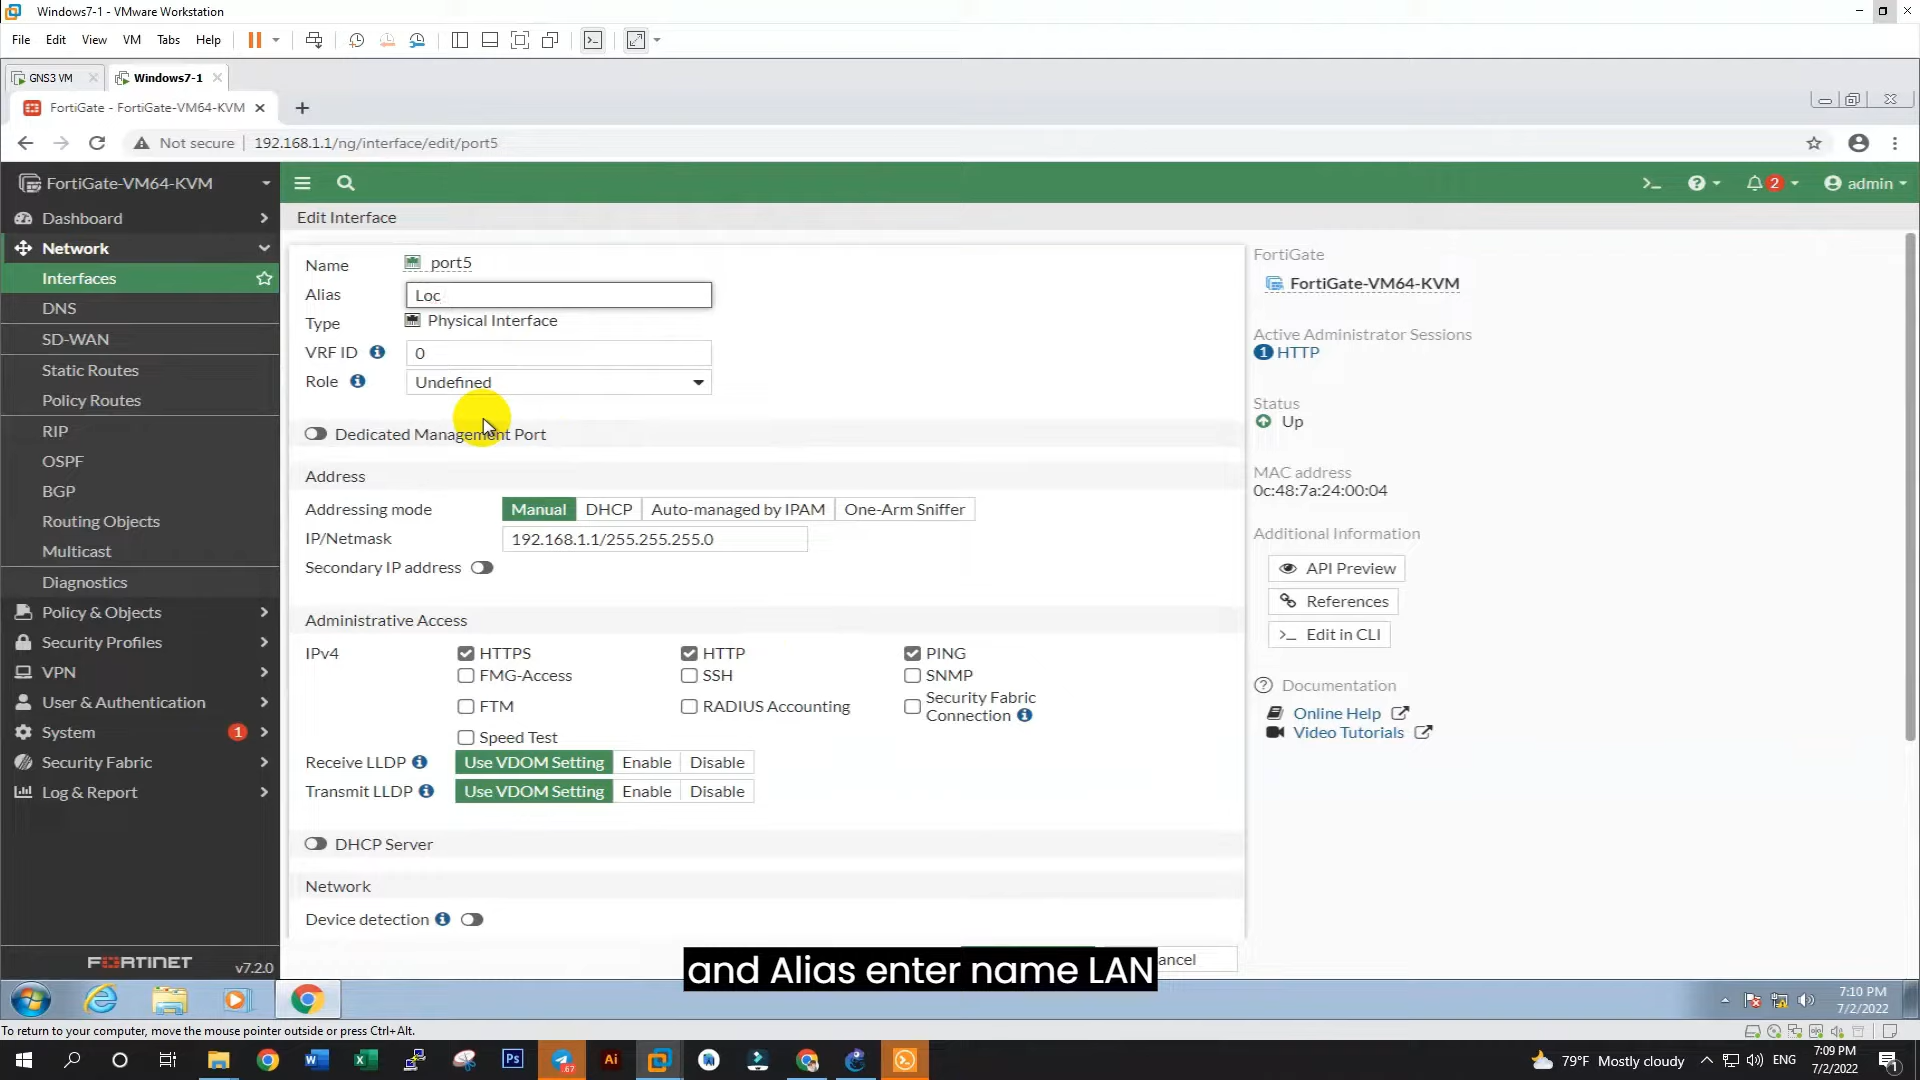 Windows7-1 - VMware Workstation
File Edit View VM Tabs Help
GNS3 VM Windows7-1
FortiGate - FortiGate-VM64-KVM
Not secure 192.168.1.1/ng/interface/edit/port5
FortiGate-VM64-KVM
2 admin
Dashboard
Network
Interfaces
DNS
SD-WAN
Static Routes
Policy Routes
RIP
OSPF
BGP
Routing Objects
Multicast
Diagnostics
Policy & Objects
Security Profiles
VPN
User & Authentication
System 1
Security Fabric
Log & Report
FORTINET v7.2.0
Edit Interface
Name port5
Alias Loc
Type Physical Interface
VRF ID 0
Role Undefined
Dedicated Management Port
Address
Addressing mode Manual DHCP Auto-managed by IPAM One-Arm Sniffer
IP/Netmask 192.168.1.1/255.255.255.0
Secondary IP address
Administrative Access
IPv4 HTTPS HTTP PING
FMG-Access SSH SNMP
FTM RADIUS Accounting Security Fabric
Connection
Speed Test
Receive LLDP Use VDOM Setting Enable Disable
Transmit LLDP Use VDOM Setting Enable Disable
DHCP Server
Network
Device detection
ancel
FortiGate
FortiGate-VM64-KVM
Active Administrator Sessions
1 HTTP
Status
Up
MAC address
0c:48:7a:24:00:04
Additional Information
API Preview
References
>_ Edit in CLI
Documentation
Online Help
Video Tutorials
and Alias enter name LAN
7:10 PM
7/2/2022
To return to your computer, move the mouse pointer outside or press Ctrl+Alt.
Ps Ai 79°F Mostly cloudy ENG
7:09 PM
7/2/2022